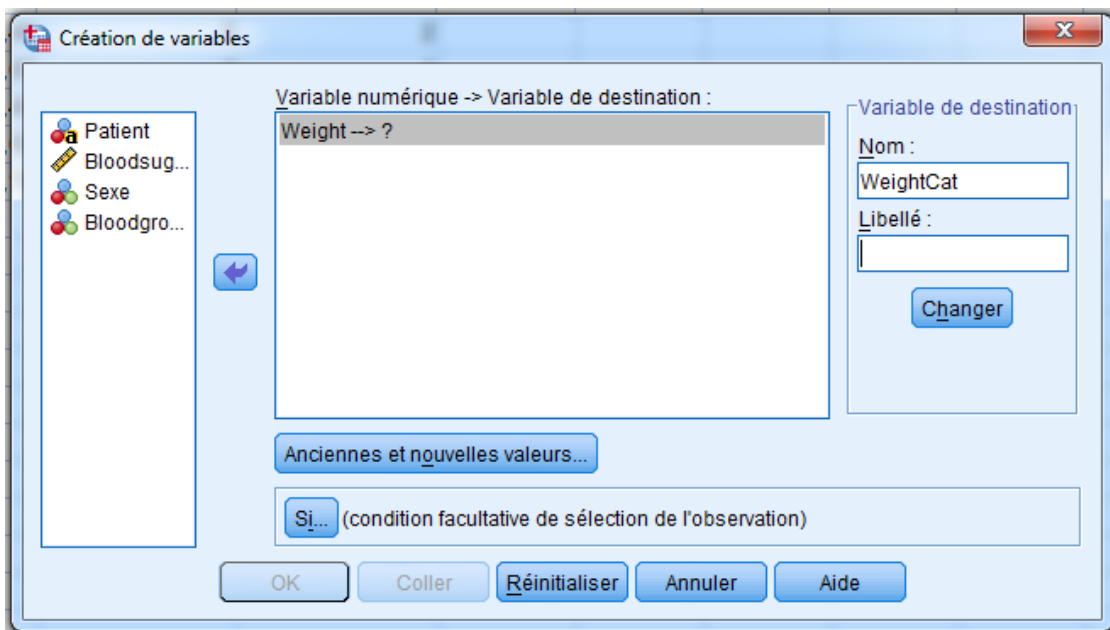 Création de variables
Patient
Bloodsug...
Sexe
Bloodgro...
Variable numérique -> Variable de destination :
Weight --> ?
Variable de destination
Nom :
WeightCat
Libellé :
Changer
Anciennes et nouvelles valeurs...
Si... (condition facultative de sélection de l'observation)
OK Coller Réinitialiser Annuler Aide